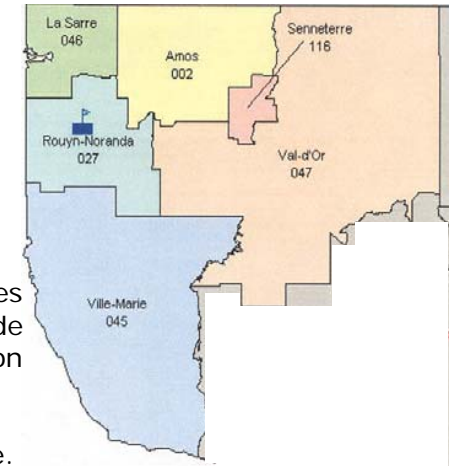 La Sarre
046
Amos
002
Senneterre
116
Rouyn-Noranda
027
Val-d'Or
047
es
de
Ville-Marie
045
on
e.